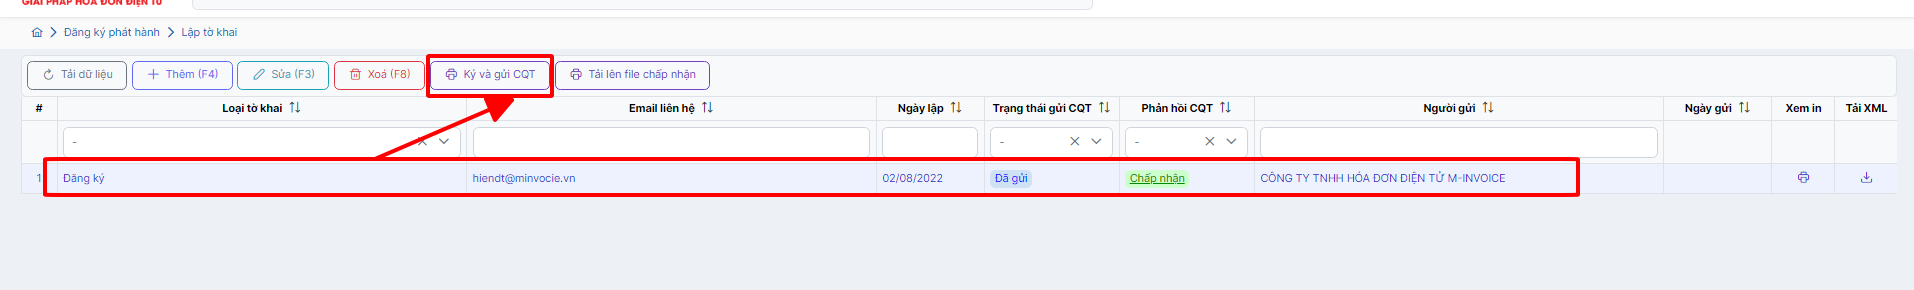 GIẢI PHÁP HÓA ĐƠN ĐIỆN TỬ
Đăng ký phát hành > Lập tờ khai
Tải dữ liệu Thêm (F4) Sửa (F3) Xoá (F8) Ký và gửi CQT Tải lên file chấp nhận
# Loại tờ khai Email liên hệ Ngày lập Trạng thái gửi CQT Phản hồi CQT Người gửi Ngày gửi Xem in Tải XML
- - -
1 Đăng ký hiendt@minvocie.vn 02/08/2022 Đã gửi Chấp nhận CÔNG TY TNHH HÓA ĐƠN ĐIỆN TỬ M-INVOICE